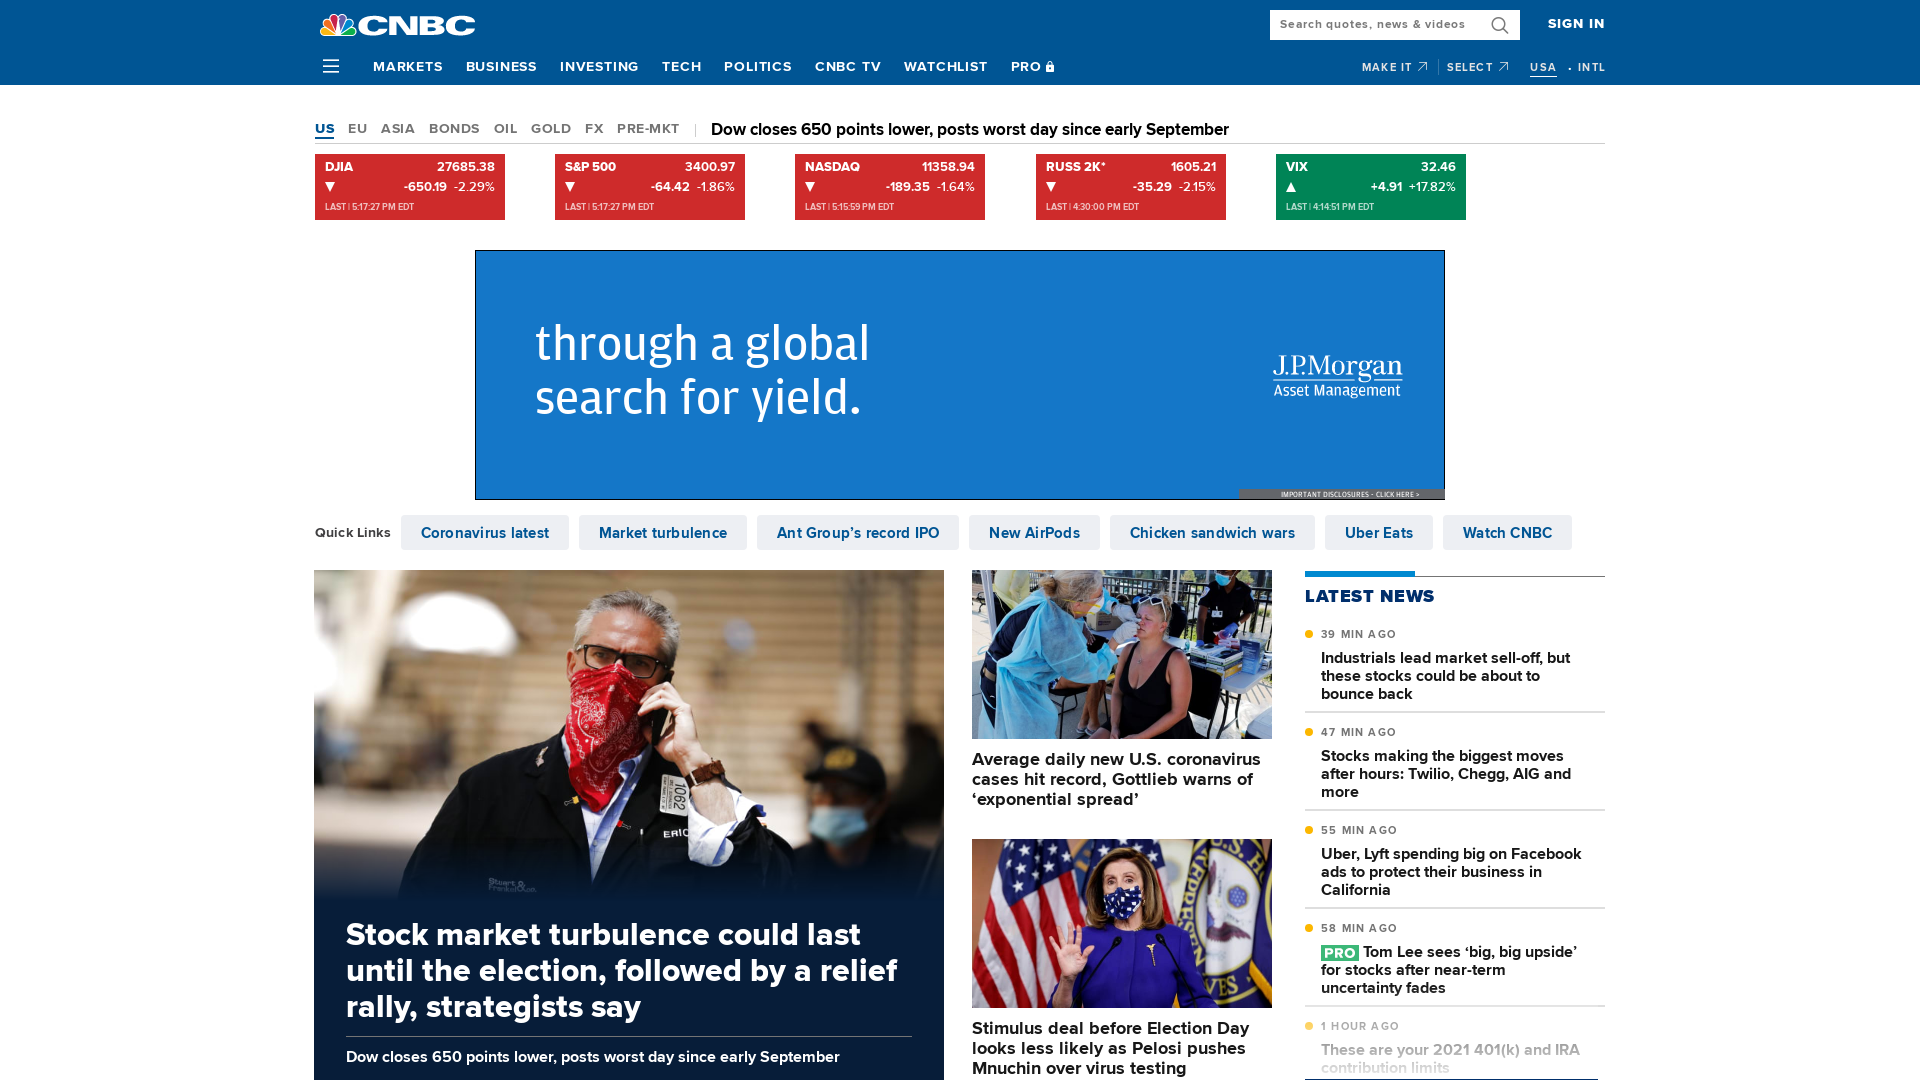 CNBC
Search quotes, news & videos
SIGN IN
MARKETS BUSINESS INVESTING TECH POLITICS CNBC TV WATCHLIST PRO
MAKE IT SELECT USA • INTL
US EU ASIA BONDS OIL GOLD FX PRE-MKT
Dow closes 650 points lower, posts worst day since early September
DJIA 27685.38
-650.19 -2.29%
LAST | 5:17:27 PM EDT
S&P 500 3400.97
-64.42 -1.86%
LAST | 5:17:27 PM EDT
NASDAQ 11358.94
-189.35 -1.64%
LAST | 5:15:59 PM EDT
RUSS 2K* 1605.21
-35.29 -2.15%
LAST | 4:30:00 PM EDT
VIX 32.46
+4.91 +17.82%
LAST | 4:14:51 PM EDT
through a global
search for yield.
J.P.Morgan
Asset Management
IMPORTANT DISCLOSURES - CLICK HERE >
Quick Links
Coronavirus latest
Market turbulence
Ant Group’s record IPO
New AirPods
Chicken sandwich wars
Uber Eats
Watch CNBC
1062
ERIC
Stock market turbulence could last
until the election, followed by a relief
rally, strategists say
Dow closes 650 points lower, posts worst day since early September
Average daily new U.S. coronavirus
cases hit record, Gottlieb warns of
‘exponential spread’
Stimulus deal before Election Day
looks less likely as Pelosi pushes
Mnuchin over virus testing
LATEST NEWS
39 MIN AGO
Industrials lead market sell-off, but
these stocks could be about to
bounce back
47 MIN AGO
Stocks making the biggest moves
after hours: Twilio, Chegg, AIG and
more
55 MIN AGO
Uber, Lyft spending big on Facebook
ads to protect their business in
California
58 MIN AGO
PRO Tom Lee sees ‘big, big upside’
for stocks after near-term
uncertainty fades
1 HOUR AGO
These are your 2021 401(k) and IRA
contribution limits